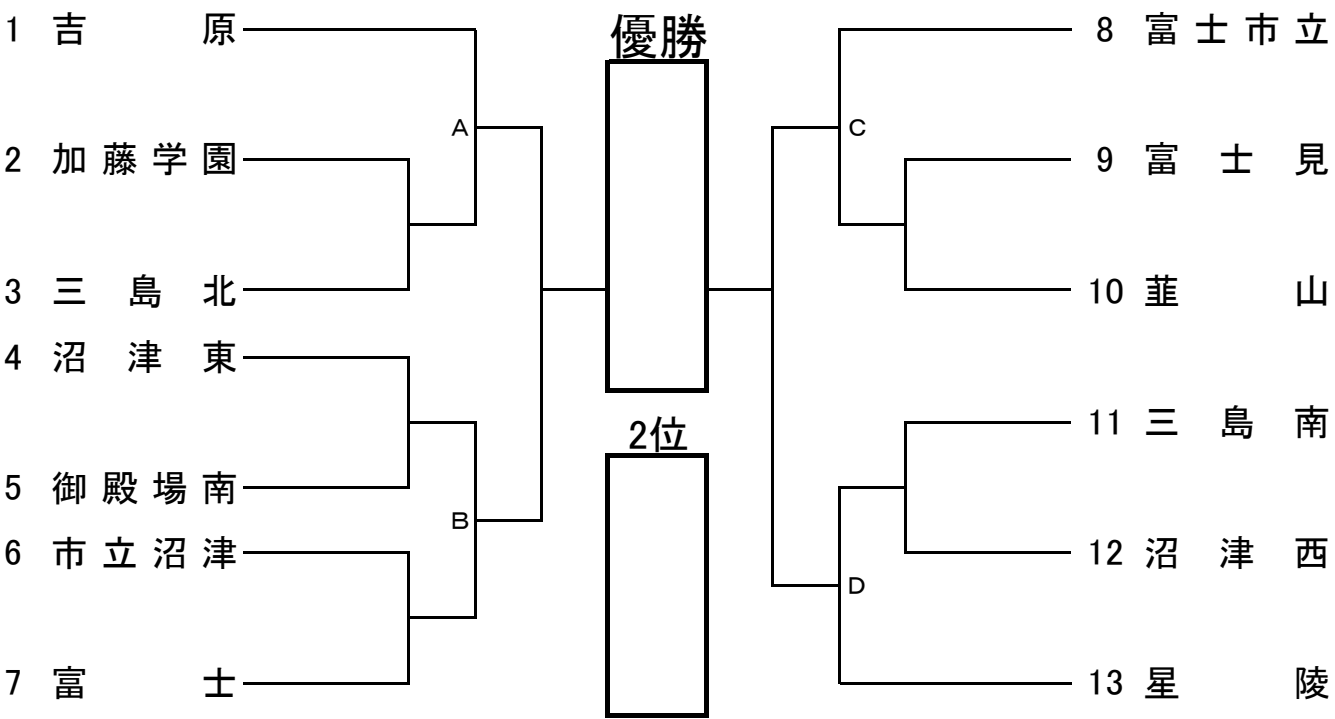 優勝
1 吉原
A
2 加藤学園
3 三島北
4 沼津東
5 御殿場南
B
6 市立沼津
7 富士
2位
8 富士市立
C
9 富士見
10 韮山
11 三島南
12 沼津西
D
13 星陵